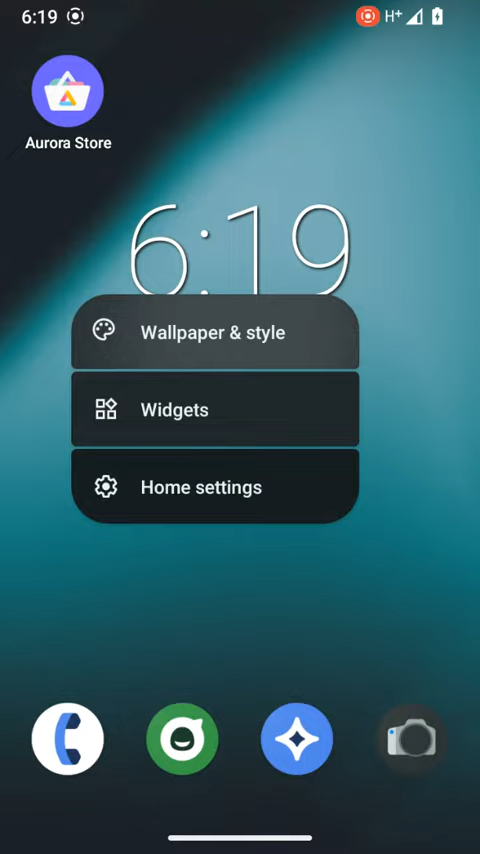 6:19
H+
Aurora Store
6:19
Wallpaper & style
Widgets
Home settings